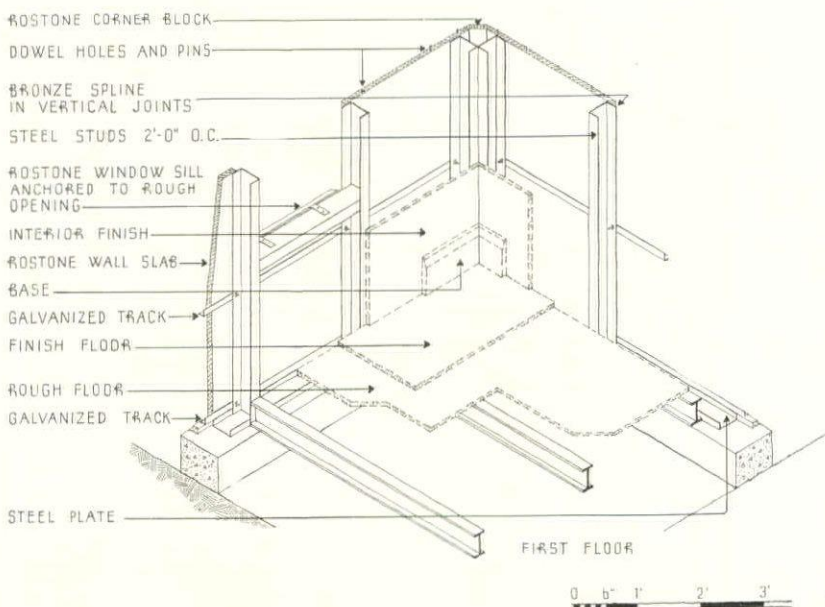 ROSTONE CORNER BLOCK
DOWEL HOLES AND PINS
BRONZE SPLINE
IN VERTICAL JOINTS
STEEL STUDS 2'-0" O.C.
ROSTONE WINDOW SILL
ANCHORED TO ROUGH
OPENING
INTERIOR FINISH
ROSTONE WALL SLAB
BASE
GALVANIZED TRACK
FINISH FLOOR
ROUGH FLOOR
GALVANIZED TRACK
STEEL PLATE
FIRST FLOOR
0 6" 1' 2' 3'